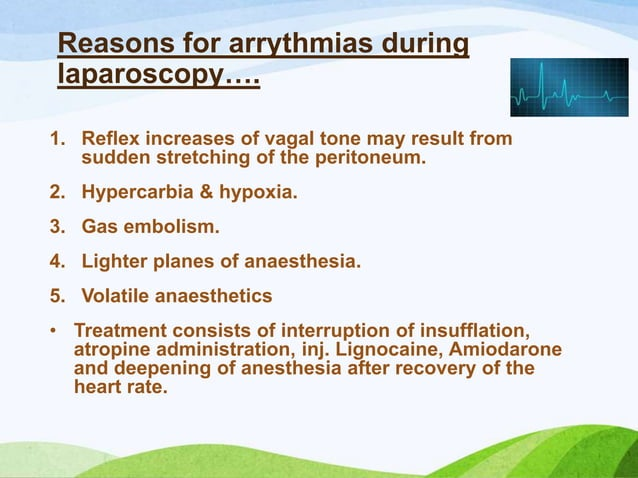 Reasons for arrythmias during
laparoscopy….
1. Reflex increases of vagal tone may result from
sudden stretching of the peritoneum.
2. Hypercarbia & hypoxia.
3. Gas embolism.
4. Lighter planes of anaesthesia.
5. Volatile anaesthetics
• Treatment consists of interruption of insufflation,
atropine administration, inj. Lignocaine, Amiodarone
and deepening of anesthesia after recovery of the
heart rate.